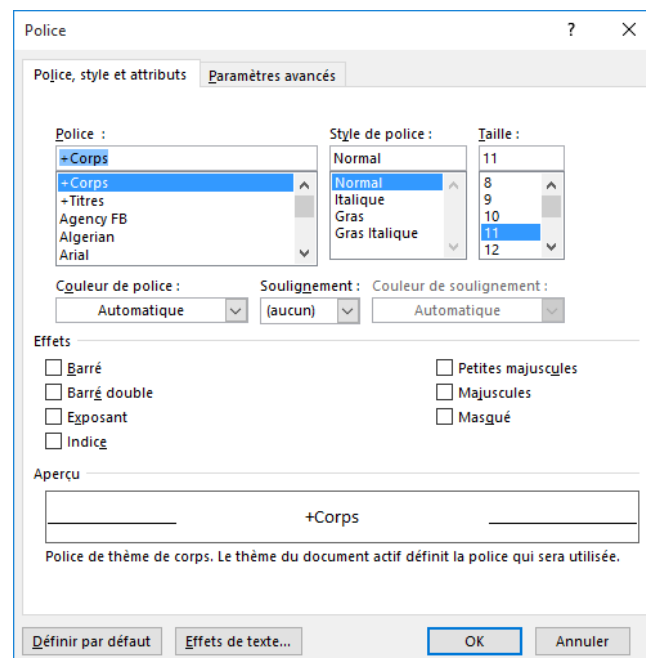 Police ? ×
Police, style et attributs Paramètres avancés
Police : Style de police : Taille :
+Corps Normal 11
+Corps Normal 8
+Titres Italique 9
Agency FB Gras 10
Algerian Gras Italique 11
Arial 12
Couleur de police : Soulignement : Couleur de soulignement :
Automatique (aucun) Automatique
Effets
Barré Petites majuscules
Barré double Majuscules
Exposant Masqué
Indice
Aperçu
+Corps
Police de thème de corps. Le thème du document actif définit la police qui sera utilisée.
Définir par défaut Effets de texte... OK Annuler